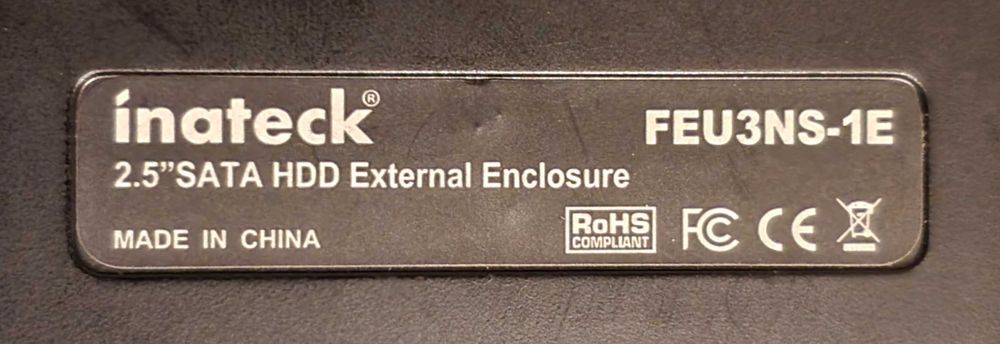 inateck®
FEU3NS-1E
2.5”SATA HDD External Enclosure
MADE IN CHINA
RoHS
COMPLIANT
FC CE